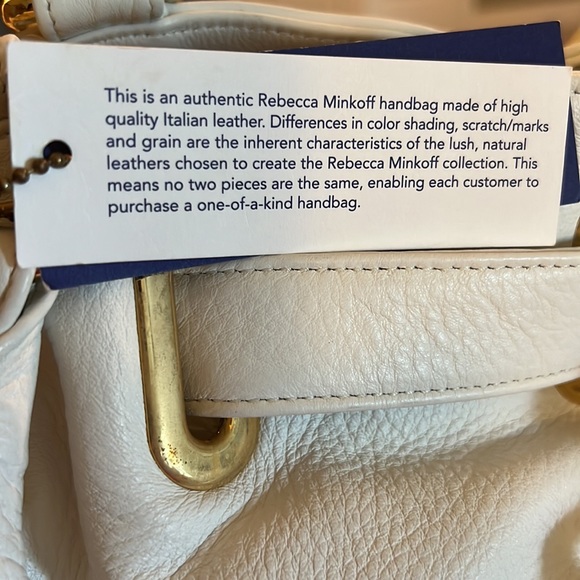 This is an authentic Rebecca Minkoff handbag made of high
quality Italian leather. Differences in color shading, scratch/marks
and grain are the inherent characteristics of the lush, natural
leathers chosen to create the Rebecca Minkoff collection. This
means no two pieces are the same, enabling each customer to
purchase a one-of-a-kind handbag.